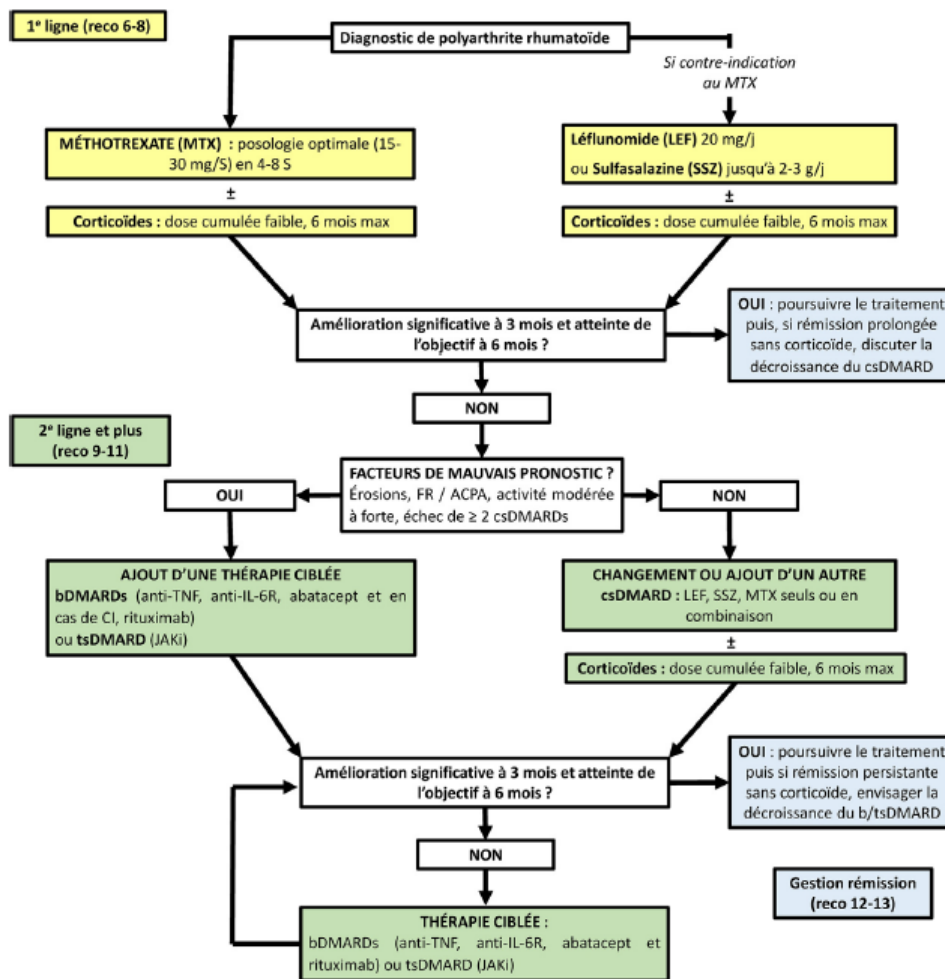 1e ligne (reco 6-8)
Diagnostic de polyarthrite rhumatoïde
Si contre-indication
au MTX
MÉTHOTREXATE (MTX) : posologie optimale (15-
30 mg/S) en 4-8 S
±
Corticoïdes : dose cumulée faible, 6 mois max
Léflunomide (LEF) 20 mg/j
ou Sulfasalazine (SSZ) jusqu'à 2-3 g/j
±
Corticoïdes : dose cumulée faible, 6 mois max
Amélioration significative à 3 mois et atteinte de
l'objectif à 6 mois ?
OUI : poursuivre le traitement
puis, si rémission prolongée
sans corticoïde, discuter la
décroissance du csDMARD
NON
2e ligne et plus
(reco 9-11)
FACTEURS DE MAUVAIS PRONOSTIC ?
Érosions, FR / ACPA, activité modérée
à forte, échec de ≥ 2 csDMARDs
OUI
NON
AJOUT D'UNE THÉRAPIE CIBLÉE
bDMARDs (anti-TNF, anti-IL-6R, abatacept et en
cas de CI, rituximab)
ou tsDMARD (JAKi)
CHANGEMENT OU AJOUT D'UN AUTRE
csDMARD : LEF, SSZ, MTX seuls ou en
combinaison
±
Corticoïdes : dose cumulée faible, 6 mois max
Amélioration significative à 3 mois et atteinte de
l'objectif à 6 mois ?
OUI : poursuivre le traitement
puis si rémission persistante
sans corticoïde, envisager la
décroissance du b/tsDMARD
NON
Gestion rémission
(reco 12-13)
THÉRAPIE CIBLÉE :
bDMARDs (anti-TNF, anti-IL-6R, abatacept et
rituximab) ou tsDMARD (JAKi)